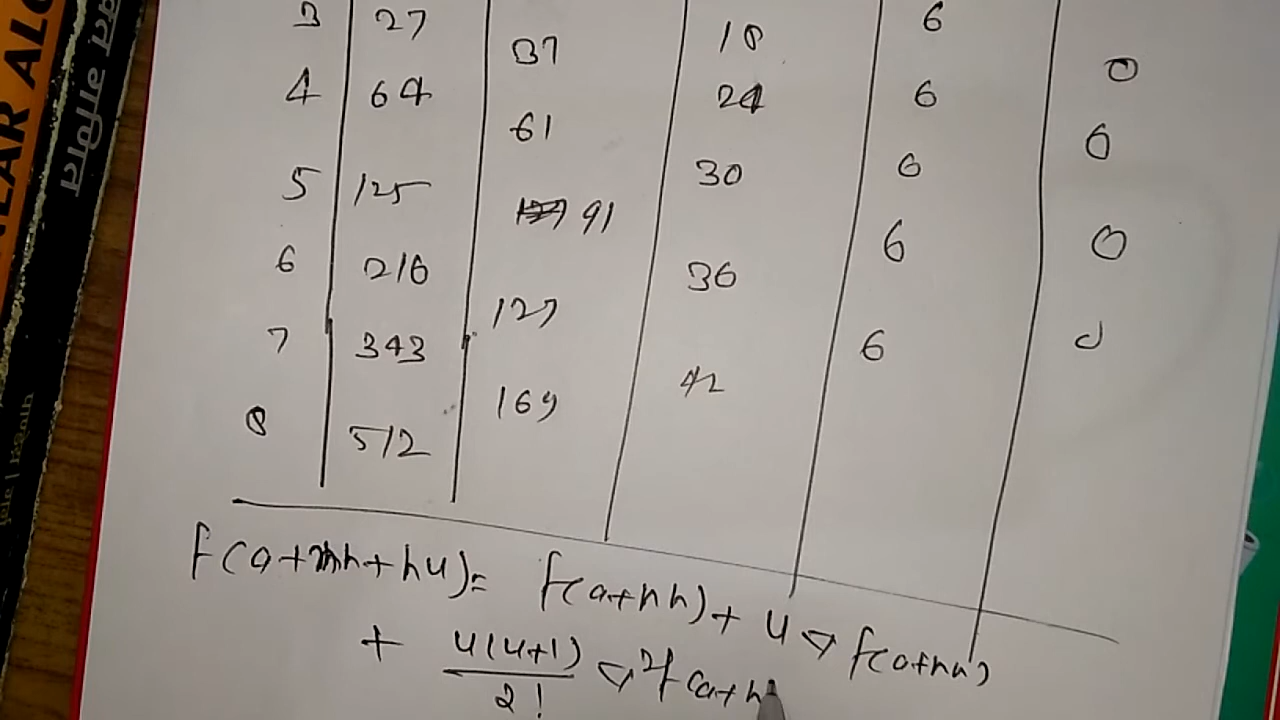 3 27 6
37 18
0
4 64 24 6
61 6
5 125 30 6
91 6
6 216 36 0
127
7 343 6
42
169
8 512
f(a+nh+hu) = f(a+nh) + u ▽ f(a+nh)
+ u(u+1)/2! ▽²f(a+h